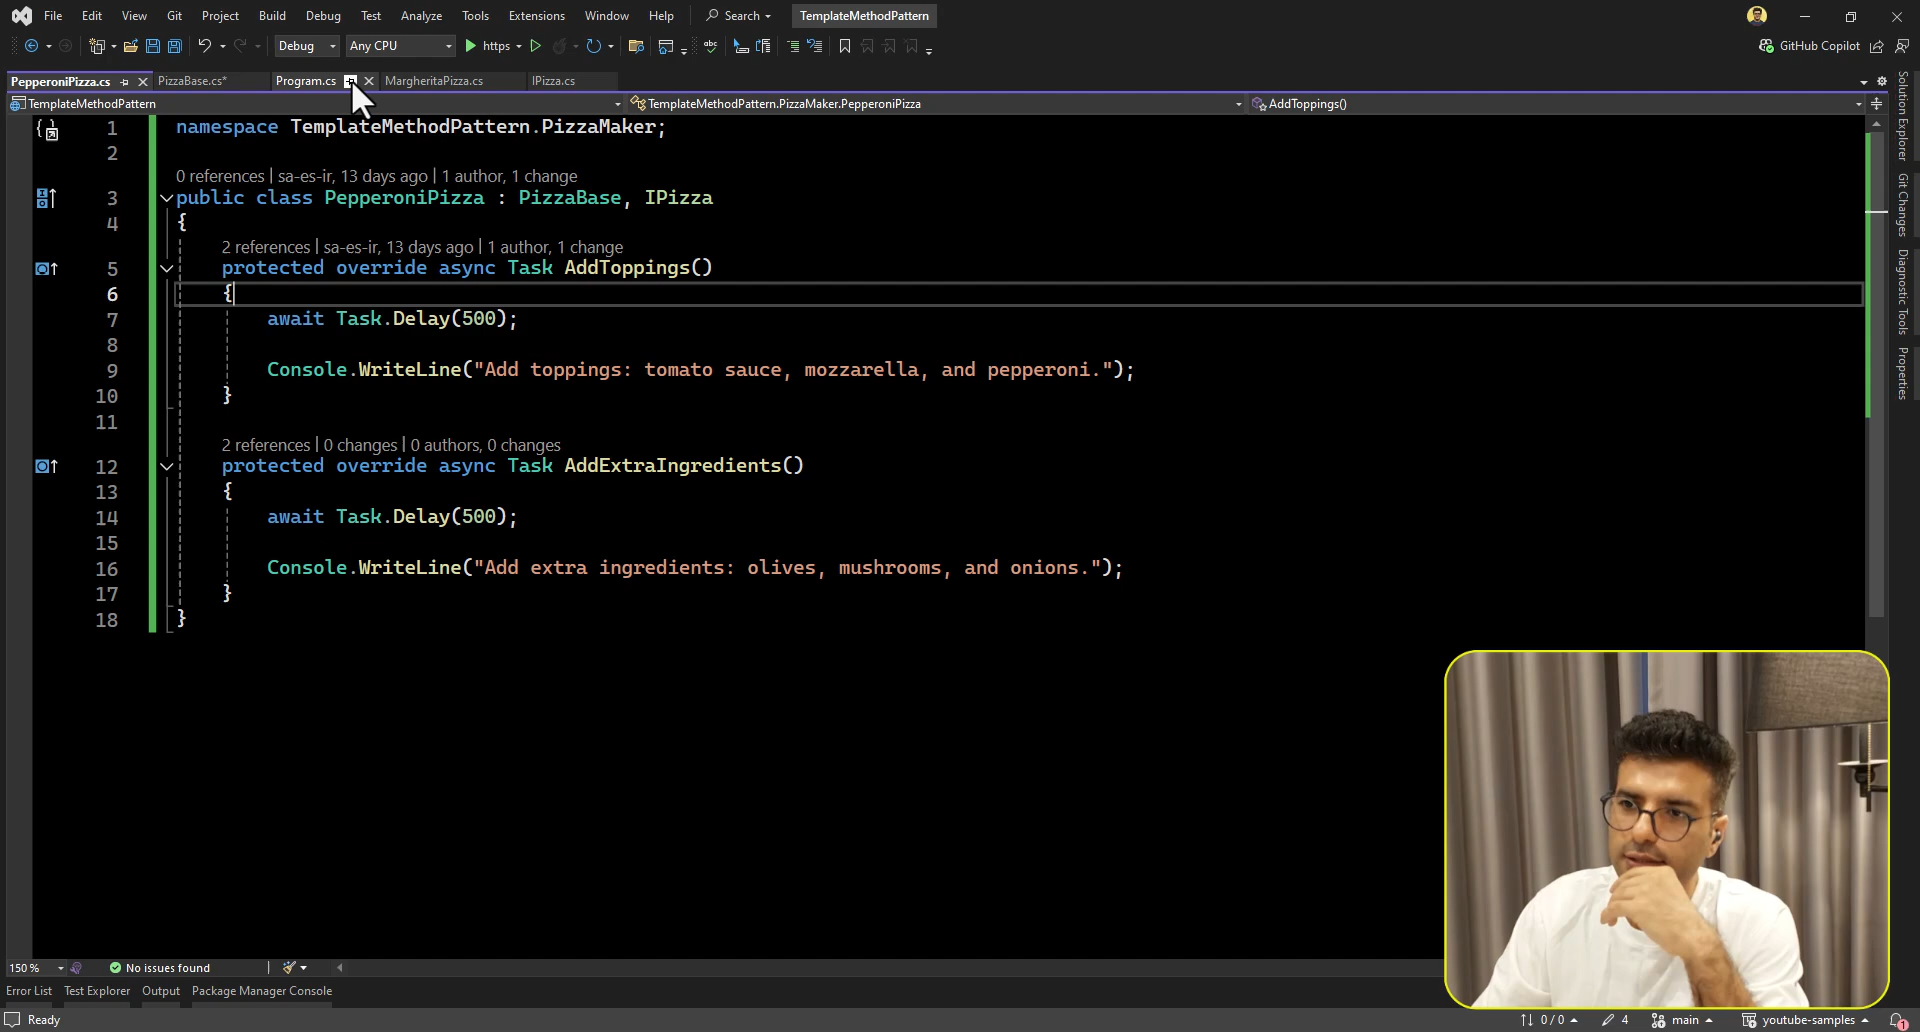 File Edit View Git Project Build Debug Test Analyze Tools Extensions Window Help Search TemplateMethodPattern
Debug Any CPU https GitHub Copilot
PepperoniPizza.cs PizzaBase.cs* Program.cs MargheritaPizza.cs IPizza.cs
TemplateMethodPattern TemplateMethodPattern.PizzaMaker.PepperoniPizza AddToppings()
1 namespace TemplateMethodPattern.PizzaMaker;
2
0 references | sa-es-ir, 13 days ago | 1 author, 1 change
3 public class PepperoniPizza : PizzaBase, IPizza
4 {
2 references | sa-es-ir, 13 days ago | 1 author, 1 change
5 protected override async Task AddToppings()
6 {
7 await Task.Delay(500);
8
9 Console.WriteLine("Add toppings: tomato sauce, mozzarella, and pepperoni.");
10 }
11
2 references | 0 changes | 0 authors, 0 changes
12 protected override async Task AddExtraIngredients()
13 {
14 await Task.Delay(500);
15
16 Console.WriteLine("Add extra ingredients: olives, mushrooms, and onions.");
17 }
18 }
Solution Explorer
Git Changes
Diagnostic Tools
Properties
150 % No issues found
Error List Test Explorer Output Package Manager Console
Ready 0 / 0 4 main youtube-samples 1